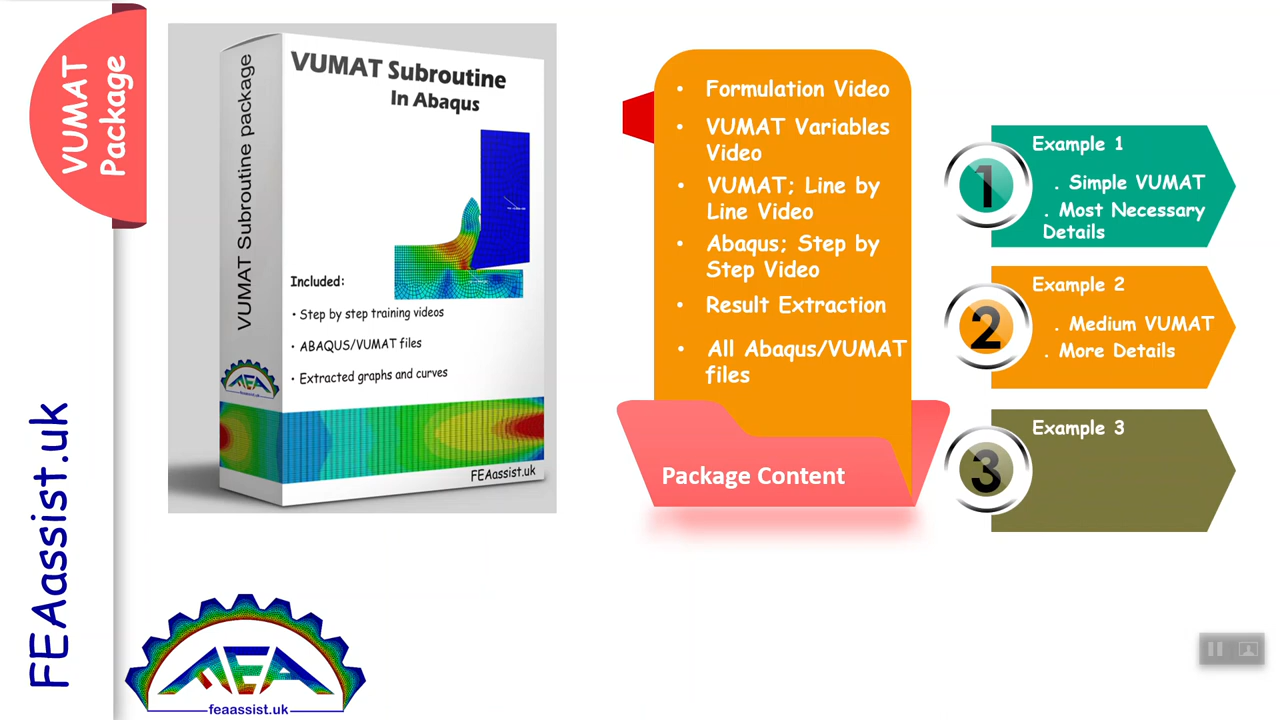 VUMAT
Package
FEAassist.uk
VUMAT Subroutine package
VUMAT Subroutine
In Abaqus
Included:
• Step by step training videos
• ABAQUS/VUMAT files
• Extracted graphs and curves
FEAassist.uk
FEA
feaassist.uk
FEA
feaassist.uk
• Formulation Video
• VUMAT Variables
Video
• VUMAT; Line by
Line Video
• Abaqus; Step by
Step Video
• Result Extraction
• All Abaqus/VUMAT
files
Package Content
1
Example 1
. Simple VUMAT
. Most Necessary
Details
2
Example 2
. Medium VUMAT
. More Details
3
Example 3